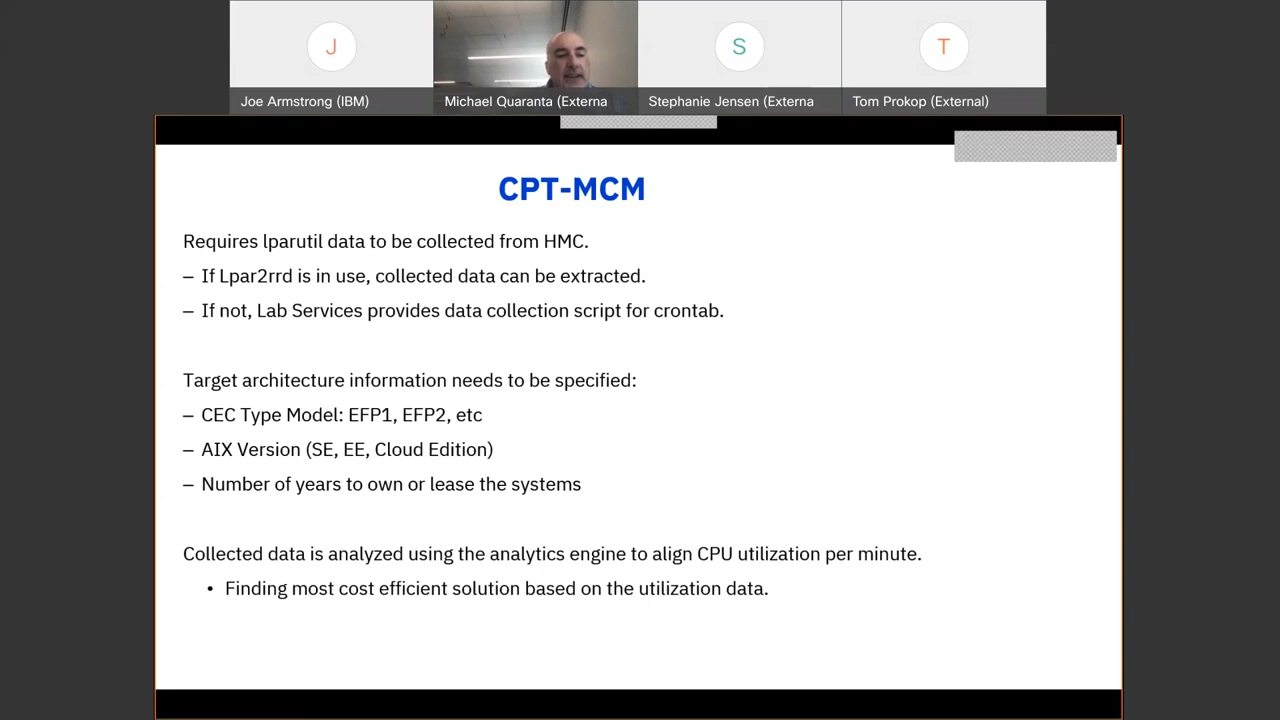 J
S
T
Joe Armstrong (IBM)
Michael Quaranta (Externa
Stephanie Jensen (Externa
Tom Prokop (External)
CPT-MCM
Requires lparutil data to be collected from HMC.
– If Lpar2rrd is in use, collected data can be extracted.
– If not, Lab Services provides data collection script for crontab.
Target architecture information needs to be specified:
– CEC Type Model: EFP1, EFP2, etc
– AIX Version (SE, EE, Cloud Edition)
– Number of years to own or lease the systems
Collected data is analyzed using the analytics engine to align CPU utilization per minute.
• Finding most cost efficient solution based on the utilization data.